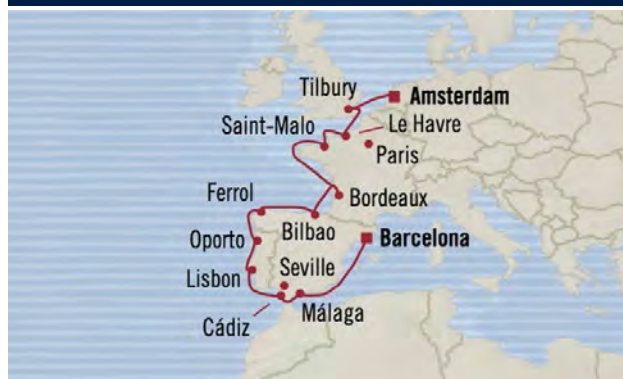 Tilbury
Amsterdam
Saint-Malo
Le Havre
Paris
Ferrol
Bordeaux
Oporto
Bilbao
Barcelona
Lisbon
Seville
Cádiz
Málaga